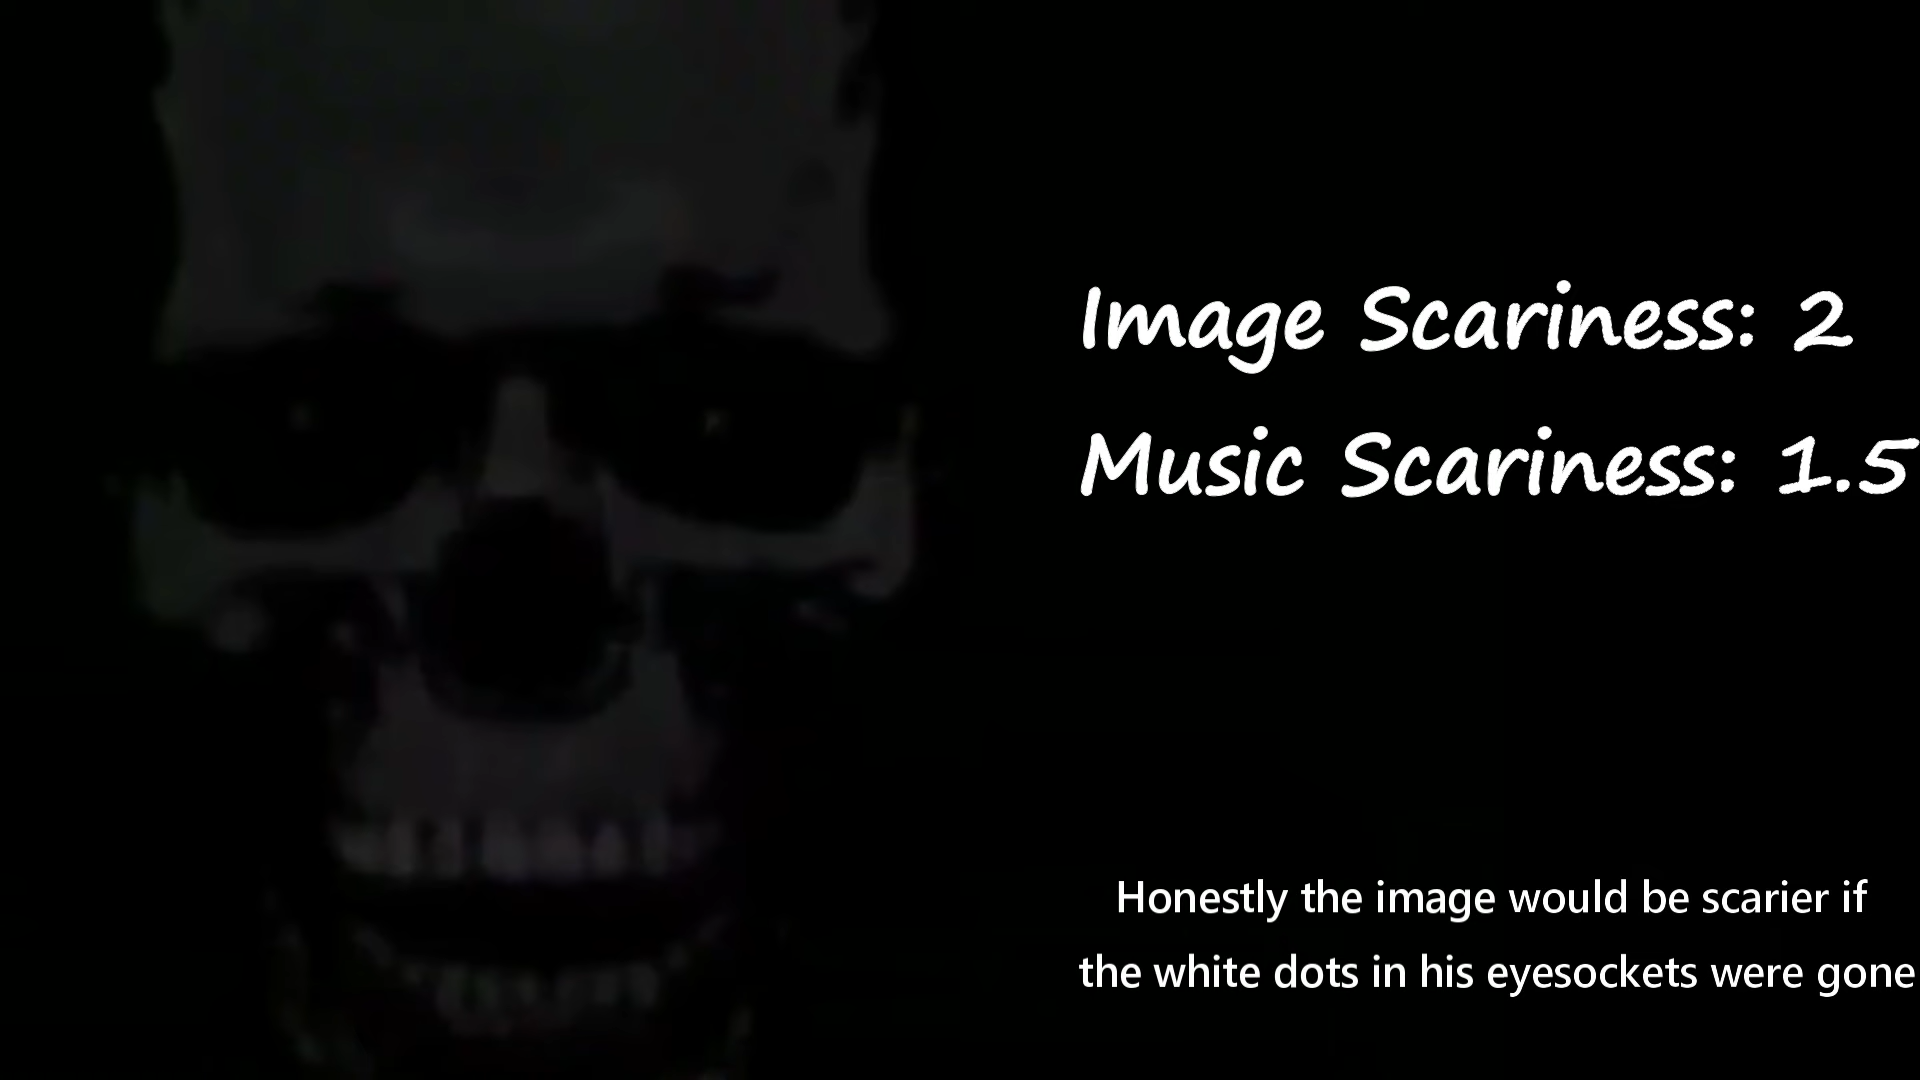 Image Scariness: 2
Music Scariness: 1.5
Honestly the image would be scarier if
the white dots in his eyesockets were gone